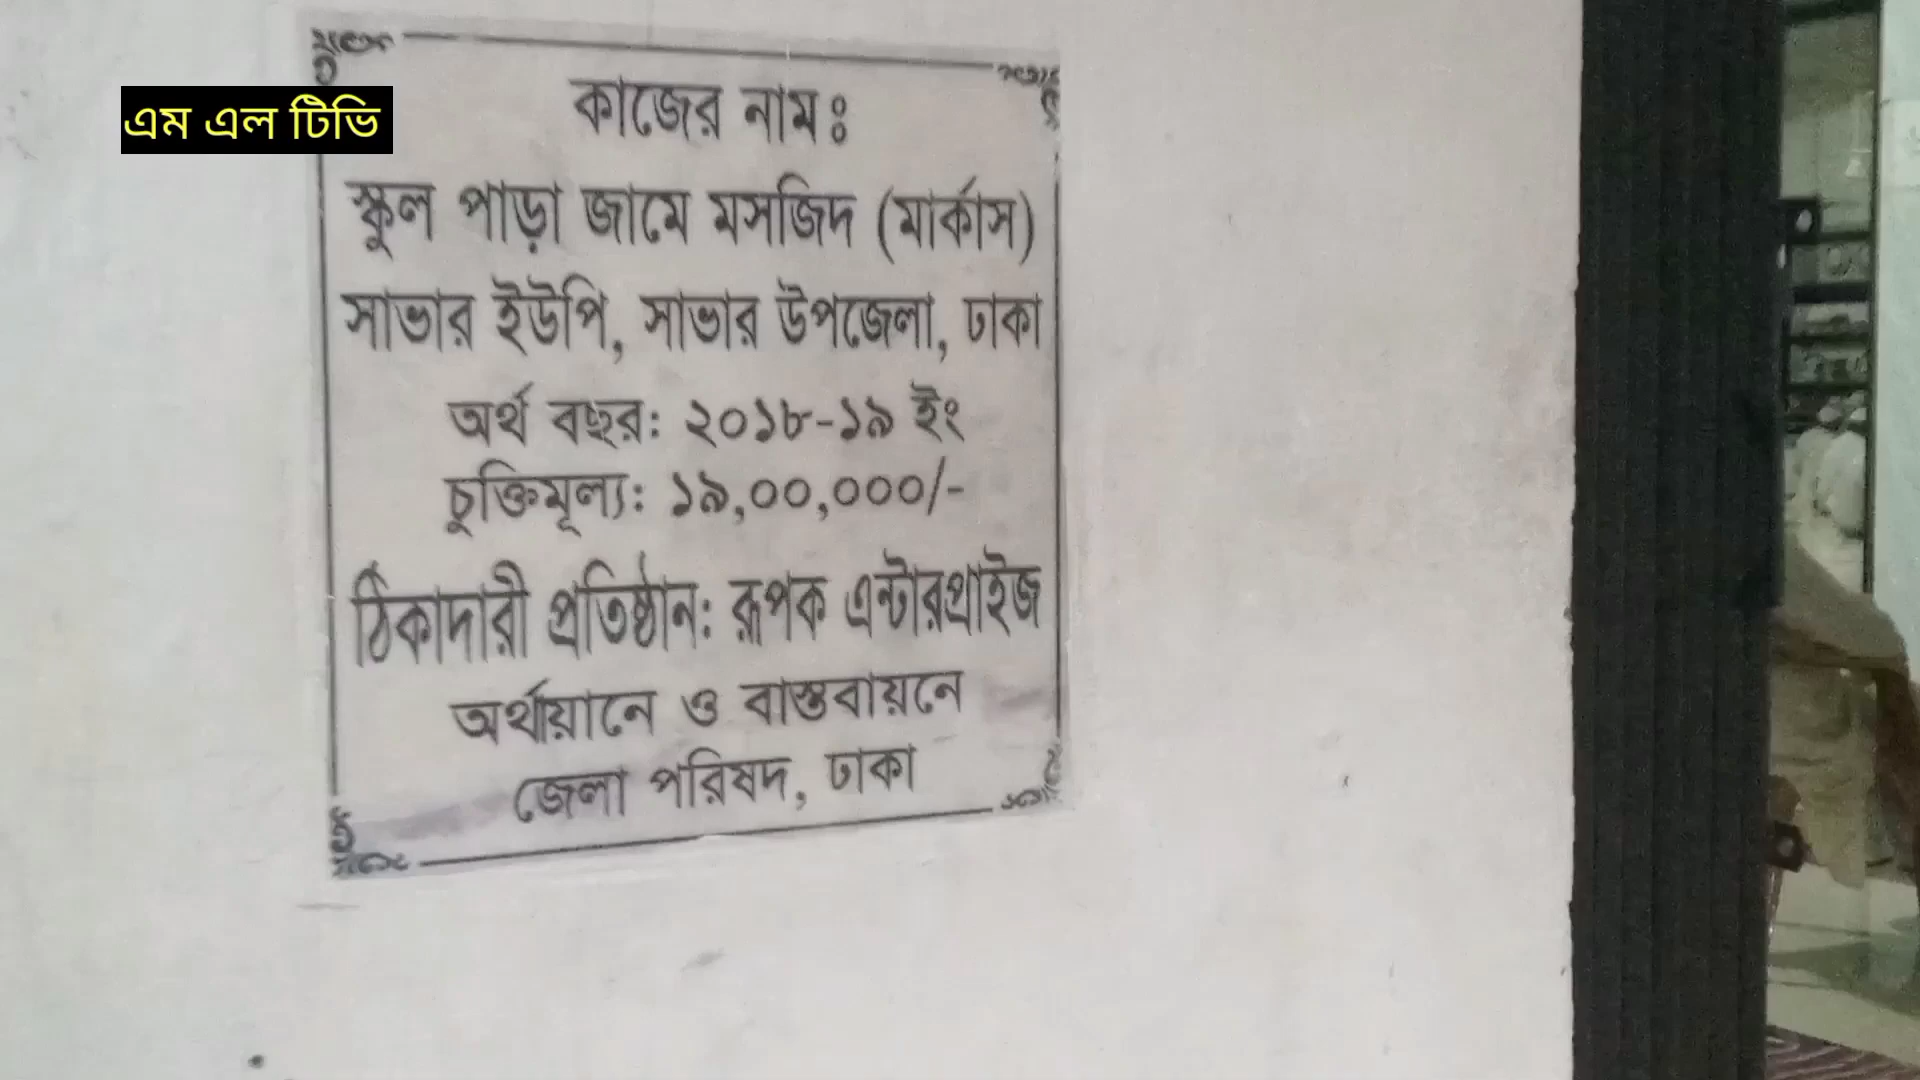 এম এল টিভি
কাজের নামঃ
স্কুল পাড়া জামে মসজিদ (মার্কাস)
সাভার ইউপি, সাভার উপজেলা, ঢাকা
অর্থ বছর: ২০১৮-১৯ ইং
চুক্তিমূল্য: ১৯,০০,০০০/-
ঠিকাদারী প্রতিষ্ঠান: রূপক এন্টারপ্রাইজ
অর্থায়ানে ও বাস্তবায়নে
জেলা পরিষদ, ঢাকা